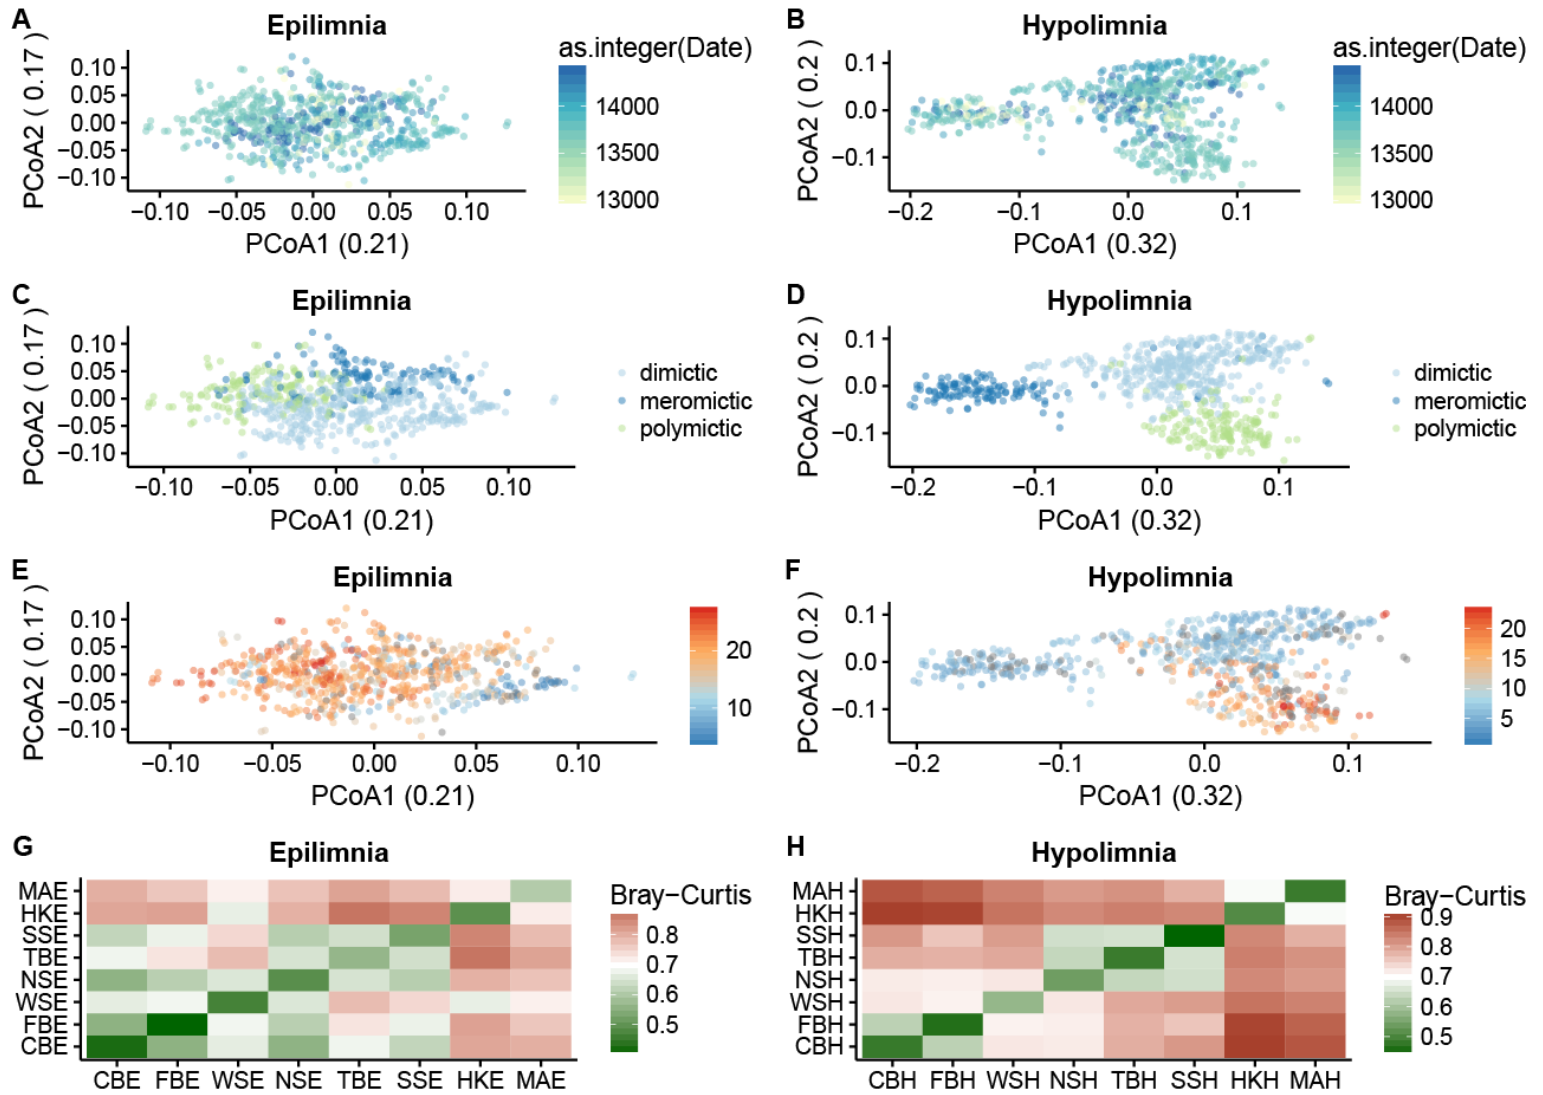 A
Epilimnia
PCoA2 ( 0.17 )
0.10
0.05
0.00
−0.05
−0.10
−0.10 −0.05 0.00 0.05 0.10
PCoA1 (0.21)
as.integer(Date)
14000
13500
13000
B
Hypolimnia
PCoA2 ( 0.2 )
0.1
0.0
−0.1
−0.2 −0.1 0.0 0.1
PCoA1 (0.32)
as.integer(Date)
14000
13500
13000
C
Epilimnia
PCoA2 ( 0.17 )
0.10
0.05
0.00
−0.05
−0.10
−0.10 −0.05 0.00 0.05 0.10
PCoA1 (0.21)
dimictic
meromictic
polymictic
D
Hypolimnia
PCoA2 ( 0.2 )
0.1
0.0
−0.1
−0.2 −0.1 0.0 0.1
PCoA1 (0.32)
dimictic
meromictic
polymictic
E
Epilimnia
PCoA2 ( 0.17 )
0.10
0.05
0.00
−0.05
−0.10
−0.10 −0.05 0.00 0.05 0.10
PCoA1 (0.21)
20
10
F
Hypolimnia
PCoA2 ( 0.2 )
0.1
0.0
−0.1
−0.2 −0.1 0.0 0.1
PCoA1 (0.32)
20
15
10
5
G
Epilimnia
MAE
HKE
SSE
TBE
NSE
WSE
FBE
CBE
CBE FBE WSE NSE TBE SSE HKE MAE
Bray−Curtis
0.8
0.7
0.6
0.5
H
Hypolimnia
MAH
HKH
SSH
TBH
NSH
WSH
FBH
CBH
CBH FBH WSH NSH TBH SSH HKH MAH
Bray−Curtis
0.9
0.8
0.7
0.6
0.5